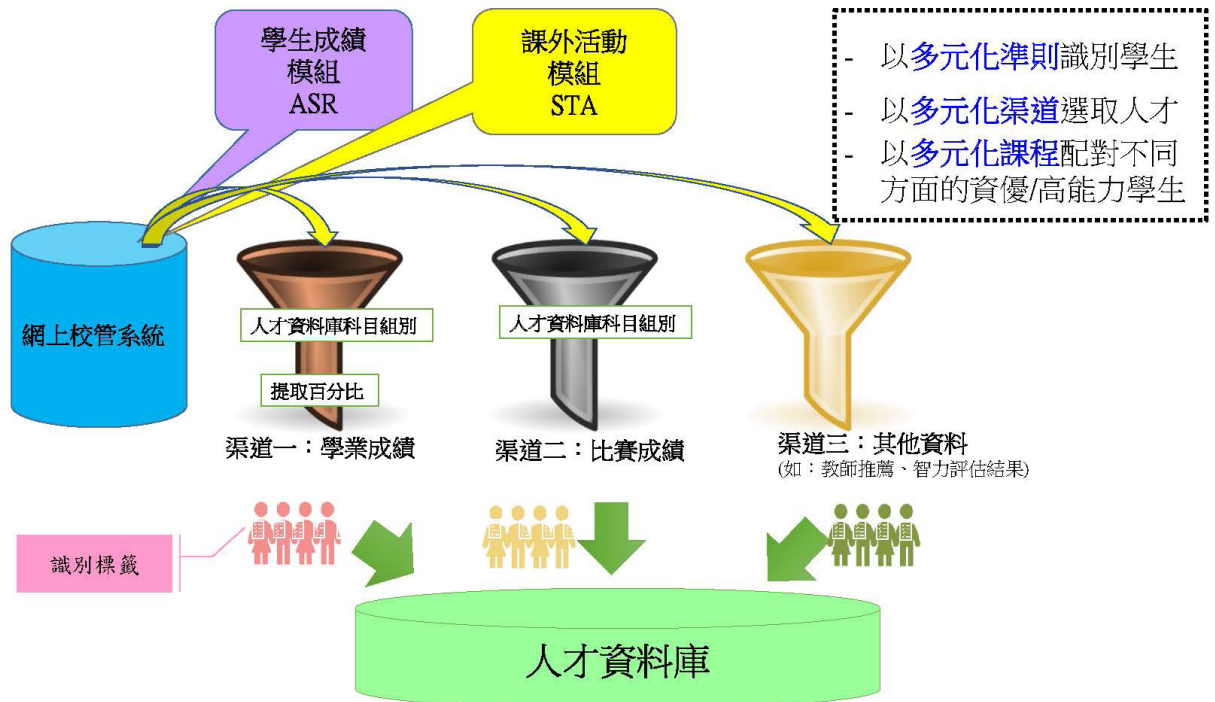 學生成績
模組
ASR
課外活動
模組
STA
- 以多元化準則識別學生
- 以多元化渠道選取人才
- 以多元化課程配對不同
方面的資優/高能力學生
網上校管系統
人才資料庫科目組別
提取百分比
渠道一：學業成績
人才資料庫科目組別
渠道二：比賽成績
渠道三：其他資料
(如：教師推薦、智力評估結果)
識別標籤
人才資料庫